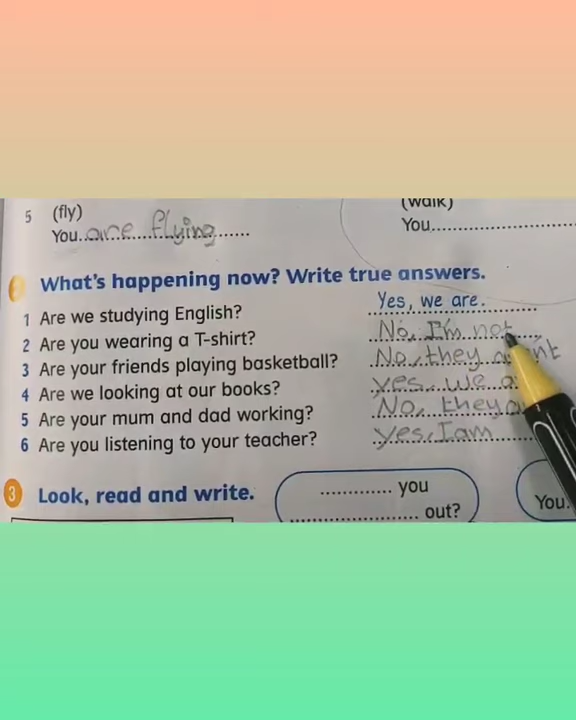 5 (fly)
You are flying
(walk)
You
What's happening now? Write true answers.
1 Are we studying English? Yes, we are.
2 Are you wearing a T-shirt? No, I'm not
3 Are your friends playing basketball? No, they
4 Are we looking at our books? yes, we
5 Are your mum and dad working? No, they
6 Are you listening to your teacher? yes, I am
3 Look, read and write.
you
out?
You